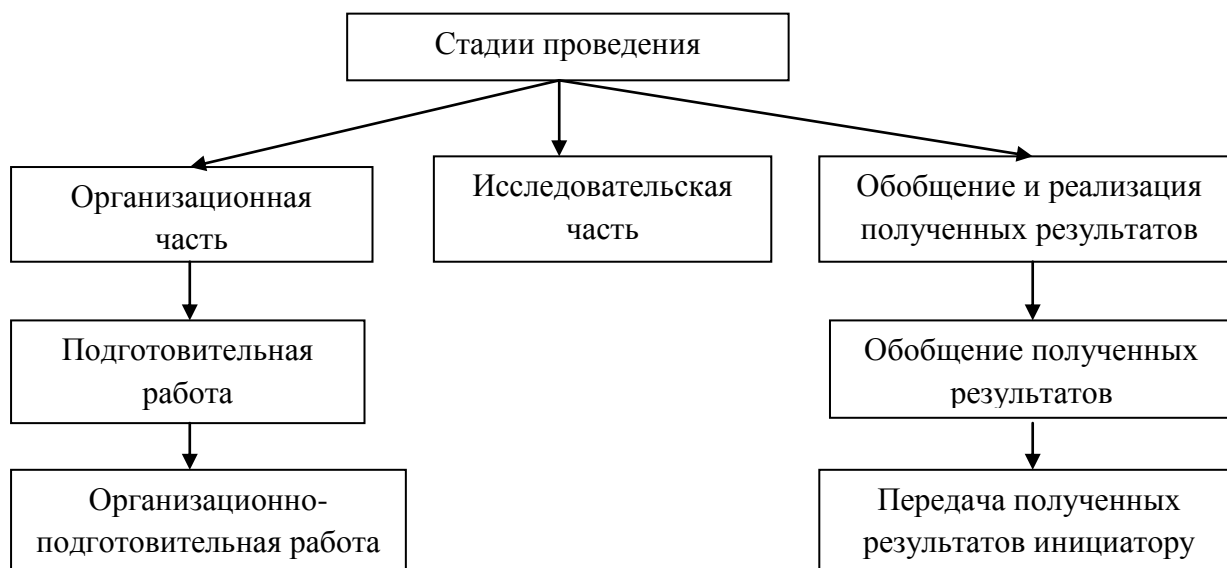 Стадии проведения
Организационная
часть
Исследовательская
часть
Обобщение и реализация
полученных результатов
Подготовительная
работа
Обобщение полученных
результатов
Организационно-
подготовительная работа
Передача полученных
результатов инициатору